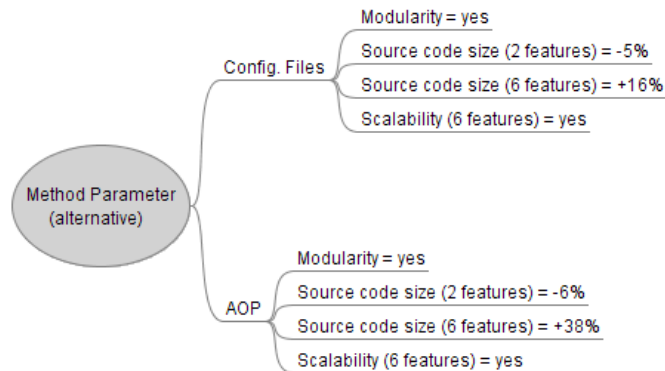 Method Parameter
(alternative)
Config. Files
Modularity = yes
Source code size (2 features) = -5%
Source code size (6 features) = +16%
Scalability (6 features) = yes
AOP
Modularity = yes
Source code size (2 features) = -6%
Source code size (6 features) = +38%
Scalability (6 features) = yes